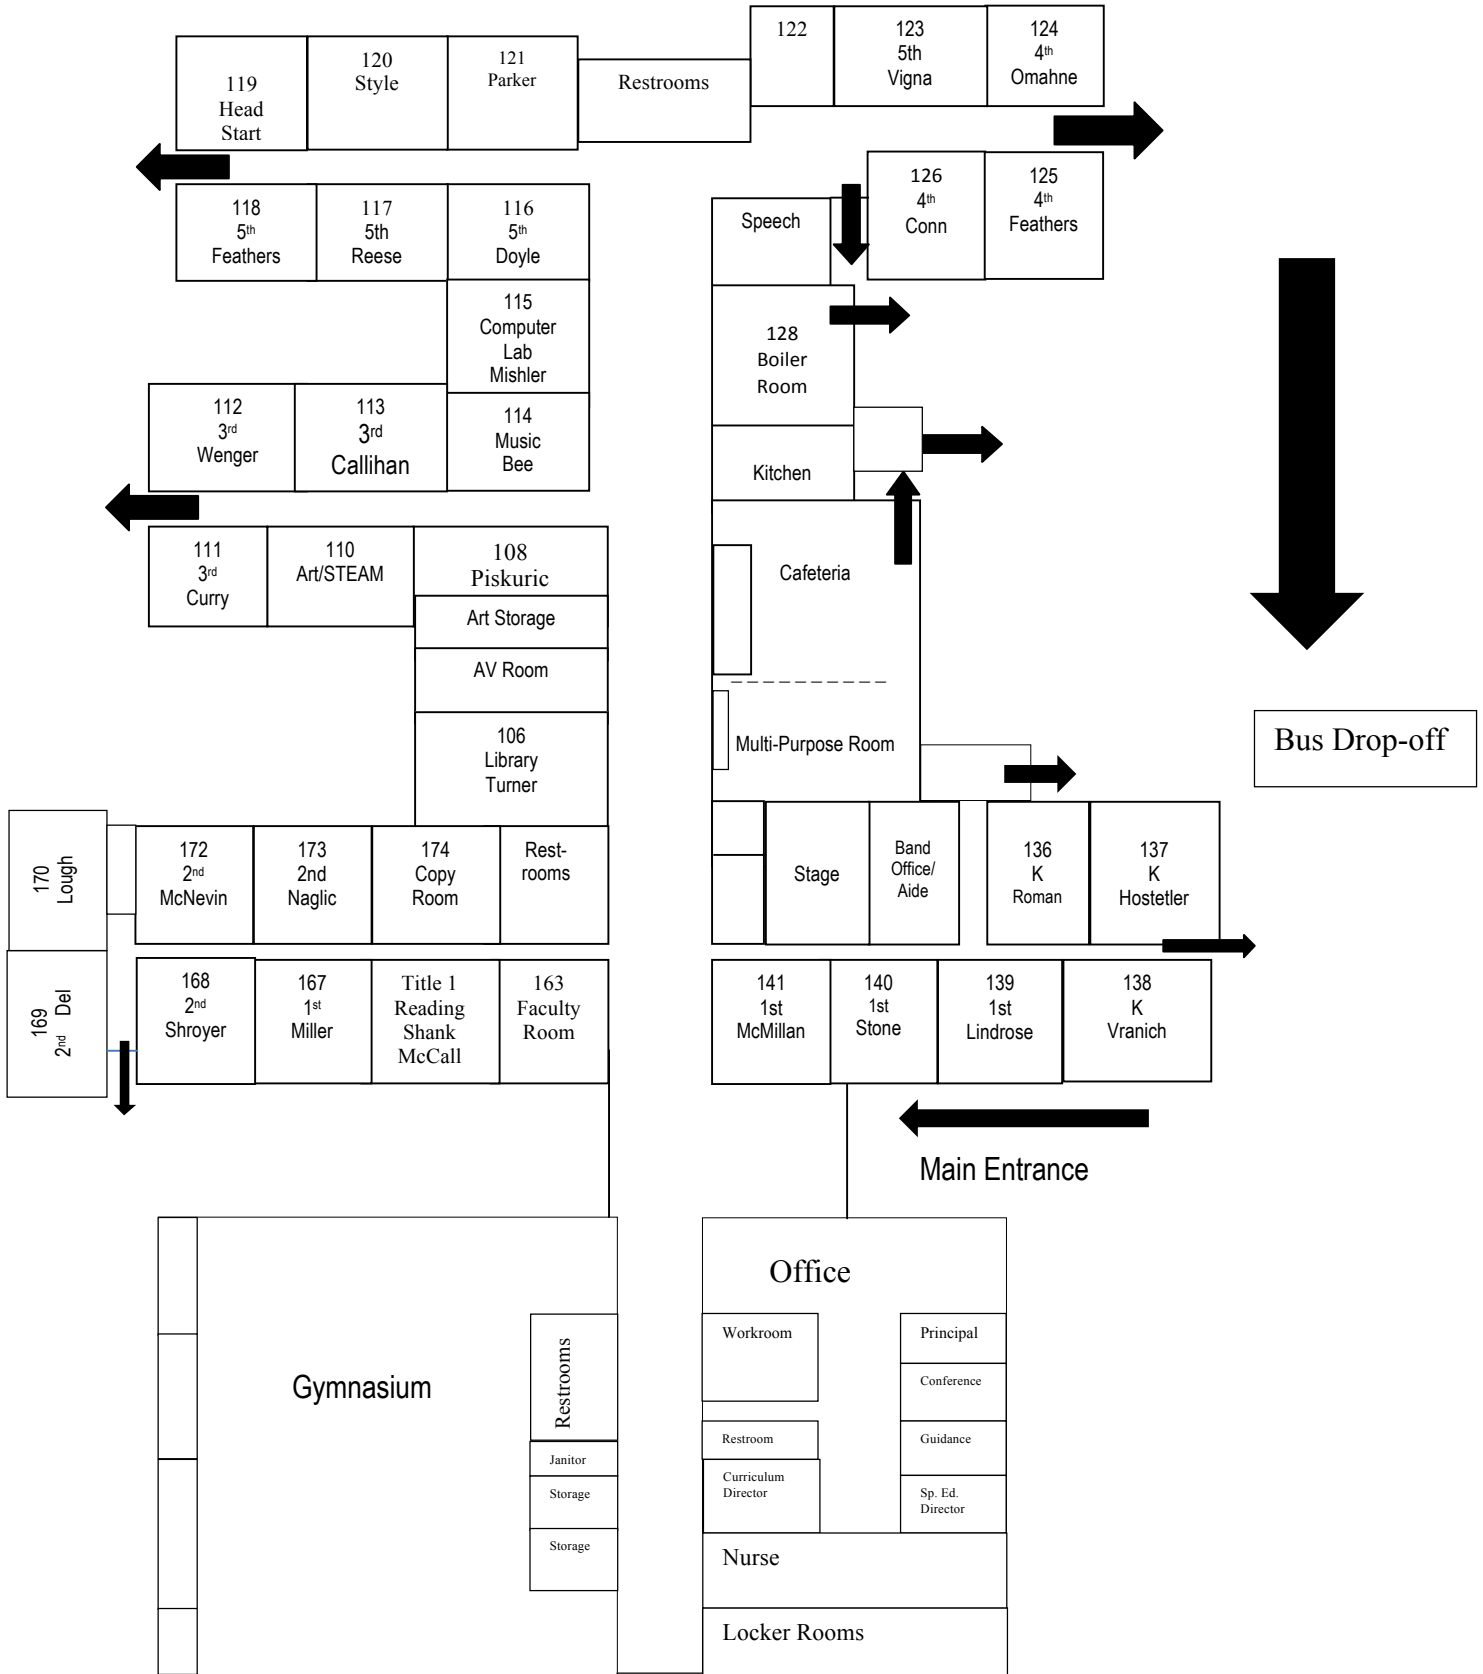 119
Head
Start
120
Style
121
Parker
Restrooms
122
123
5th
Vigna
124
4th
Omahne
118
5th
Feathers
117
5th
Reese
116
5th
Doyle
Speech
126
4th
Conn
125
4th
Feathers
115
Computer
Lab
Mishler
128
Boiler
Room
112
3rd
Wenger
113
3rd
Callihan
114
Music
Bee
Kitchen
111
3rd
Curry
110
Art/STEAM
108
Piskuric
Art Storage
AV Room
106
Library
Turner
Cafeteria
Multi-Purpose Room
Bus Drop-off
170
Lough
172
2nd
McNevin
173
2nd
Naglic
174
Copy
Room
Rest-
rooms
Stage
Band
Office/
Aide
136
K
Roman
137
K
Hostetler
169
2nd Del
168
2nd
Shroyer
167
1st
Miller
Title 1
Reading
Shank
McCall
163
Faculty
Room
141
1st
McMillan
140
1st
Stone
139
1st
Lindrose
138
K
Vranich
Main Entrance
Gymnasium
Restrooms
Janitor
Storage
Storage
Office
Workroom
Principal
Conference
Restroom
Guidance
Curriculum
Director
Sp. Ed.
Director
Nurse
Locker Rooms